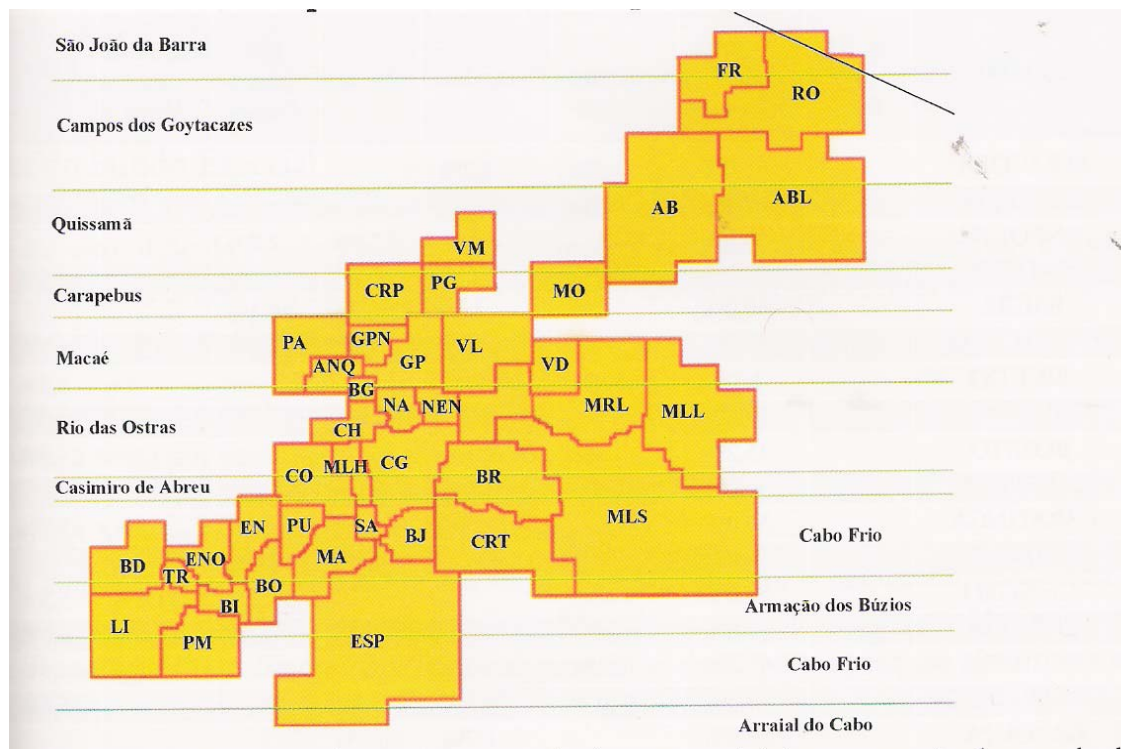 São João da Barra
FR
RO
Campos dos Goytacazes
Quissamã
AB
ABL
VM
Carapebus
CRP
PG
MO
Macaé
PA
GPN
GP
VL
ANQ
VD
BG
NA
NEN
MRL
MLL
Rio das Ostras
CH
CO
MLH
CG
BR
Casimiro de Abreu
EN
PU
SA
BJ
MLS
CRT
Cabo Frio
BD
ENO
TR
MA
BO
BI
Armação dos Búzios
LI
PM
ESP
Cabo Frio
Arraial do Cabo